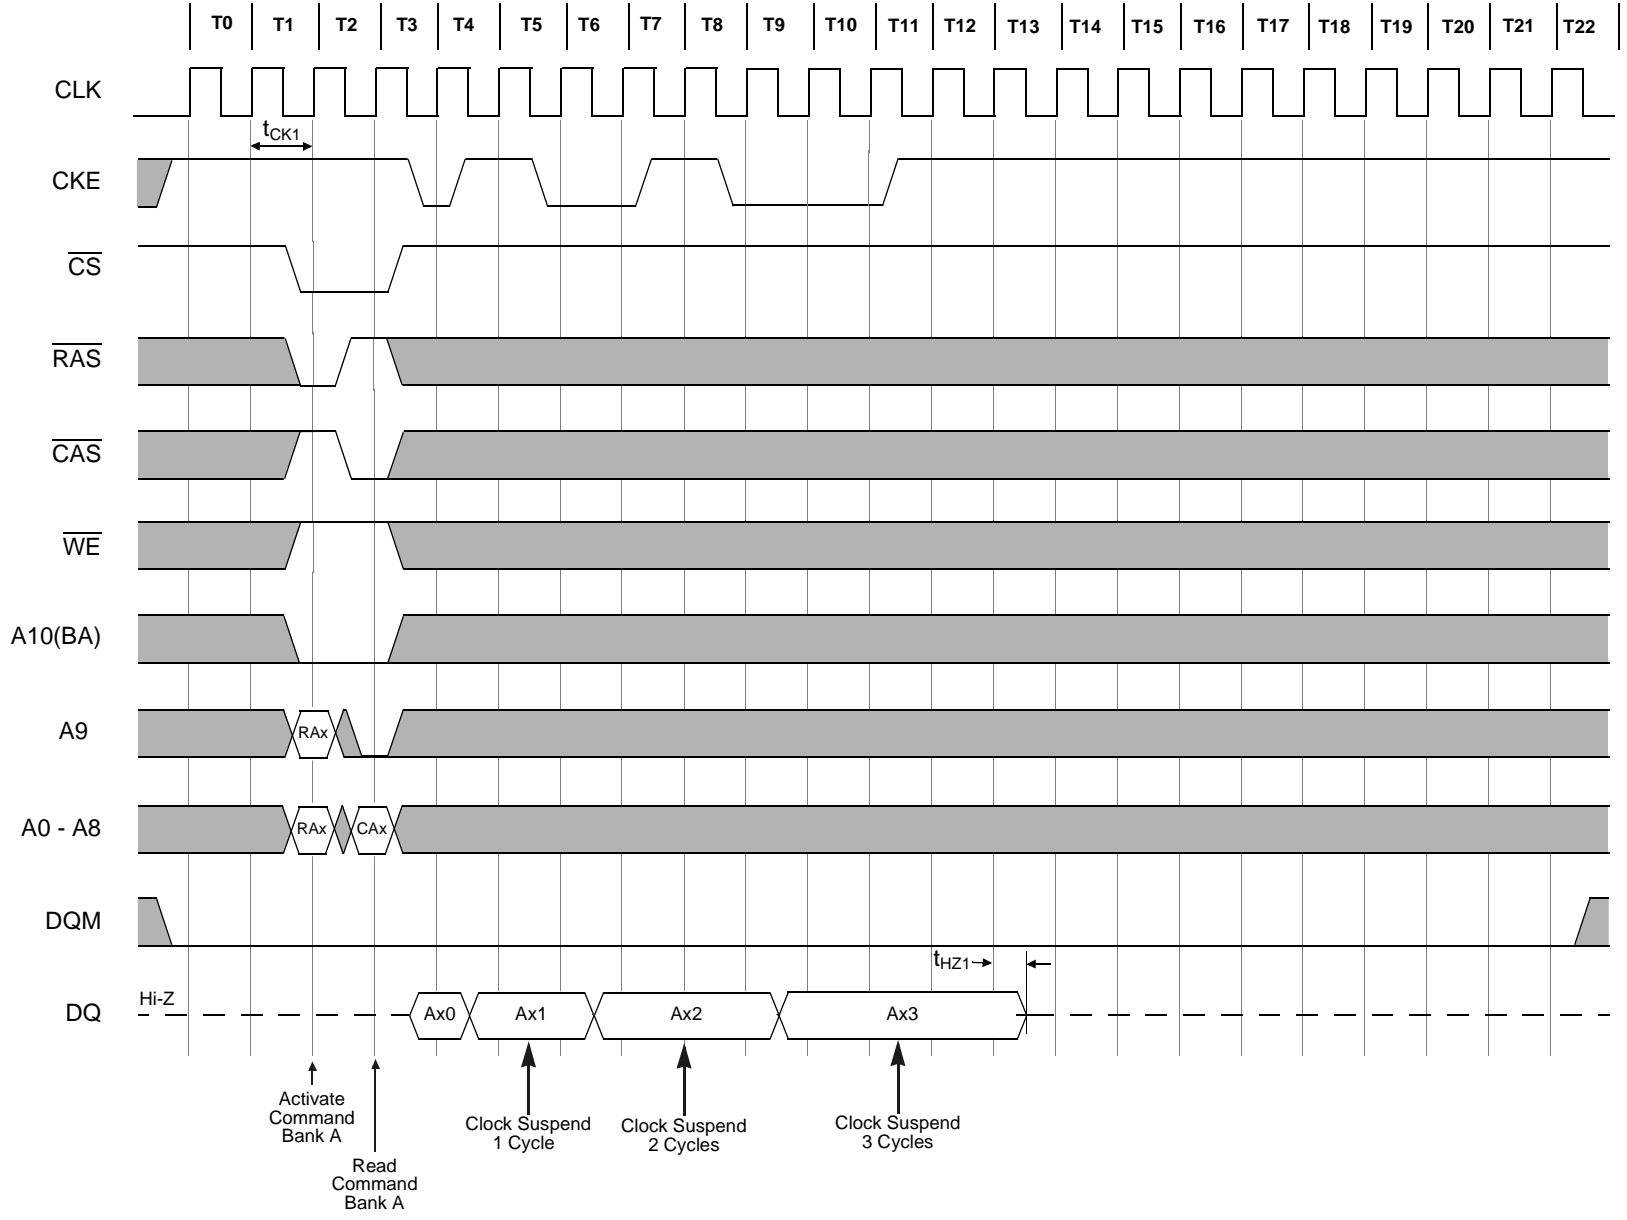 T0 T1 T2 T3 T4 T5 T6 T7 T8 T9 T10 T11 T12 T13 T14 T15 T16 T17 T18 T19 T20 T21 T22
CLK
tCK1
CKE
CS
RAS
CAS
WE
A10(BA)
A9
RAx
A0 - A8
RAx CAx
DQM
tHZ1
Hi-Z
DQ
Ax0 Ax1 Ax2 Ax3
Activate
Command
Bank A
Read
Command
Bank A
Clock Suspend
1 Cycle
Clock Suspend
2 Cycles
Clock Suspend
3 Cycles